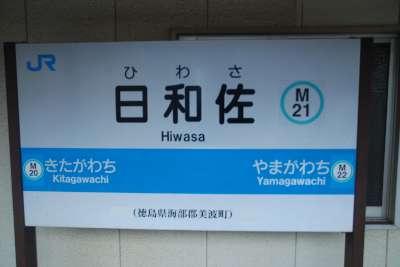 JR
ひわさ
日和佐
M
21
Hiwasa
M
20
きたがわち
Kitagawachi
やまがわち
Yamagawachi
M
22
(徳島県海部郡美波町)